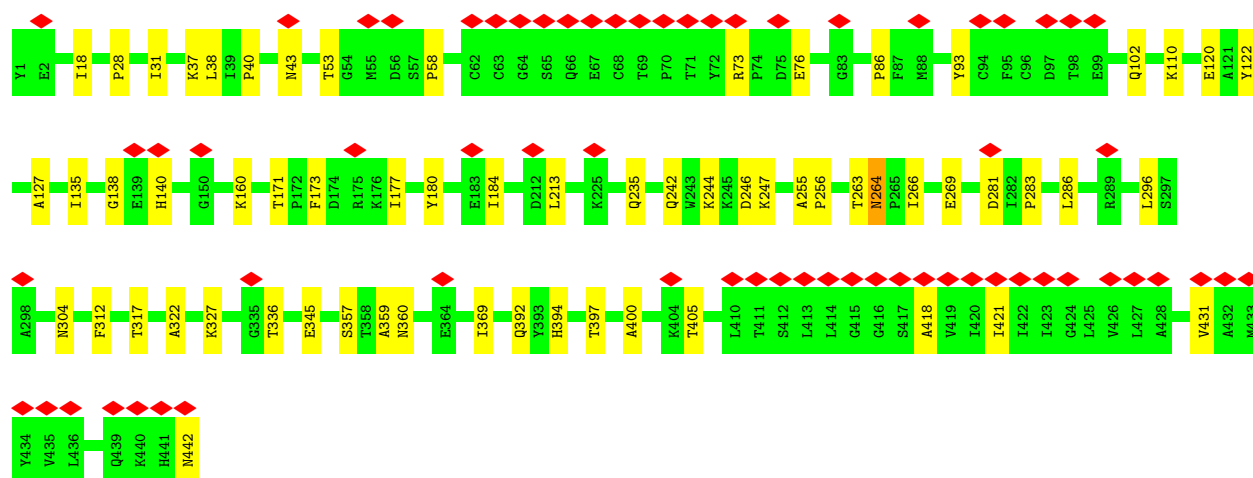 Y1 E2 I18 P28 I31 K37 L38 I39 P40 N43 T53 G54 M55 D56 S57 P58 C62 C63 G64 S65 Q66 E67 C68 T69 P70 T71 Y72 R73 P74 D75 E76 G83 P86 F87 M88 Y93 C94 F95 C96 D97 T98 E99 Q102 K110 E120 A121 Y122
A127 I135 G138 E139 H140 G150 K160 T171 P172 F173 D174 R175 K176 I177 Y180 E183 I184 D212 L213 K225 Q235 Q242 W243 K244 K245 D246 K247 A255 P256 T263 N264 P265 I266 E269 D281 I282 P283 L286 R289 L296 S297
A298 N304 F312 T317 A322 K327 G335 T336 E345 S357 T358 A359 N360 E364 I369 Q392 Y393 H394 T397 A400 K404 T405 L410 T411 S412 L413 L414 G415 G416 S417 A418 V419 I420 I421 I422 I423 G424 L425 V426 L427 A428 V431 A432 M433
Y434 V435 L436 Q439 K440 H441 N442